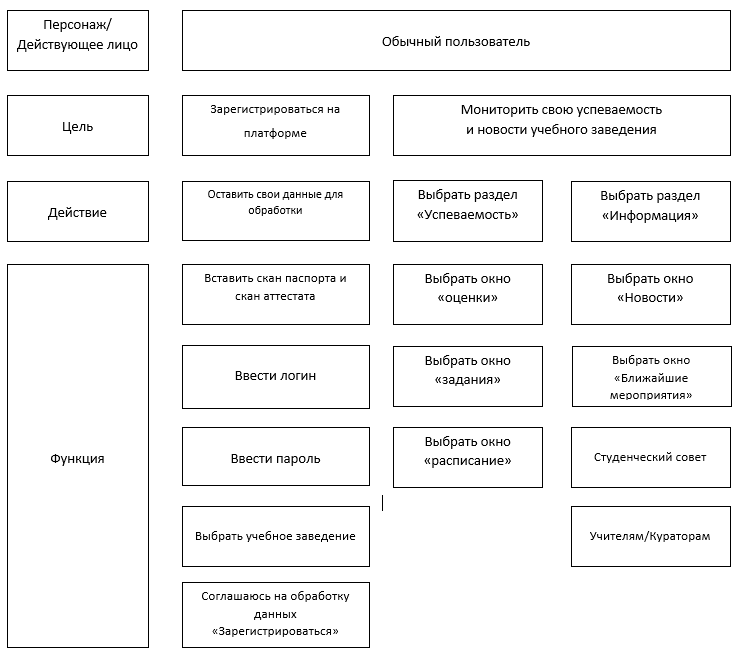 Персонаж/
Действующее лицо
Обычный пользователь
Цель
Зарегистрироваться на
платформе
Мониторить свою успеваемость
и новости учебного заведения
Действие
Оставить свои данные для
обработки
Выбрать раздел
«Успеваемость»
Выбрать раздел
«Информация»
Функция
Вставить скан паспорта и
скан аттестата
Выбрать окно
«оценки»
Выбрать окно
«Новости»
Ввести логин
Выбрать окно
«задания»
Выбрать окно
«Ближайшие
мероприятия»
Ввести пароль
Выбрать окно
«расписание»
Студенческий совет
Выбрать учебное заведение
Учителям/Кураторам
Соглашаюсь на обработку
данных
«Зарегистрироваться»